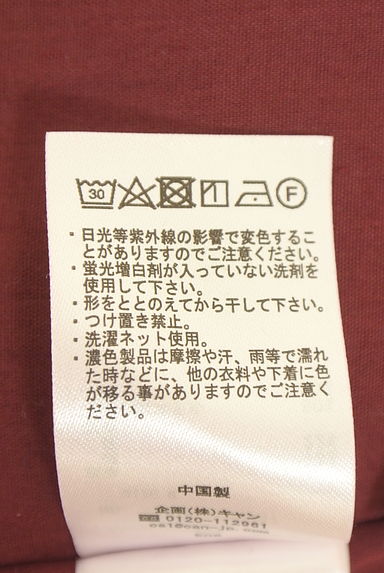 30 F
・日光等紫外線の影響で変色するこ
とがありますのでご注意ください。
・蛍光増白剤が入っていない洗剤を
使用して下さい。
・形をととのえてから干して下さい。
・つけ置き禁止。
・洗濯ネット使用。
・濃色製品は摩擦や汗、雨等で濡れ
た時などに、他の衣料や下着に色
が移る事がありますのでご注意く
ださい。
中国製
企画(株)キャン
☎ 0120-112961